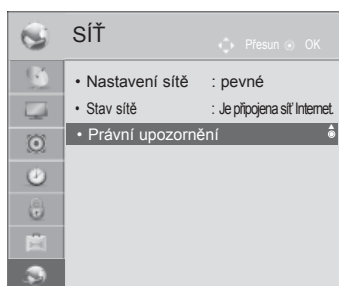 SÍŤ
Přesun OK
• Nastavení sítě : pevné
• Stav sítě : Je připojena síť Internet.
• Právní upozornění